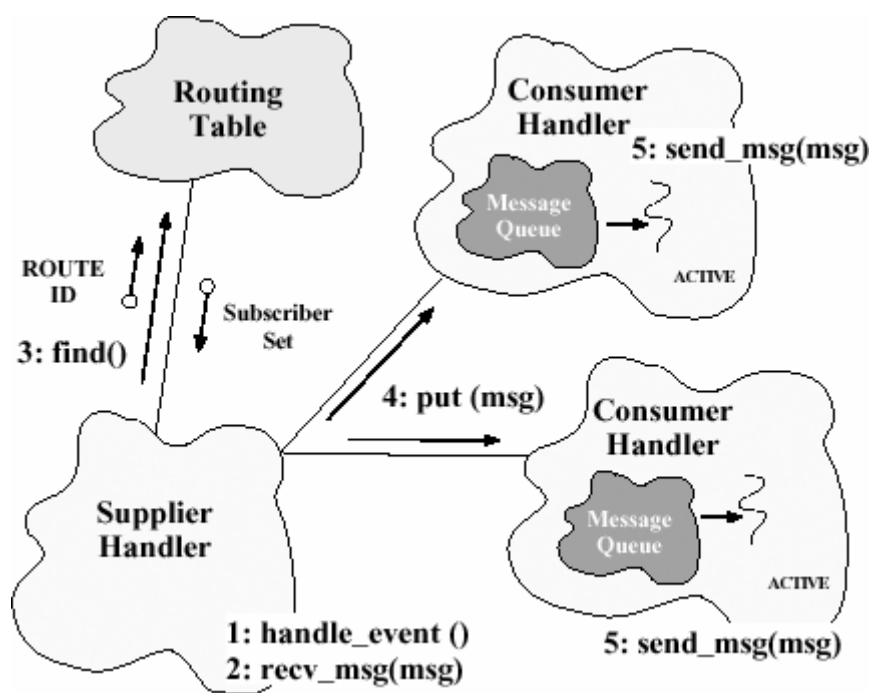 Routing
Table
Consumer
Handler
5: send_msg(msg)
Message
Queue
ACTIVE
ROUTE
ID
Subscriber
Set
3: find()
4: put (msg)
Consumer
Handler
Message
Queue
ACTIVE
5: send_msg(msg)
Supplier
Handler
1: handle_event ()
2: recv_msg(msg)